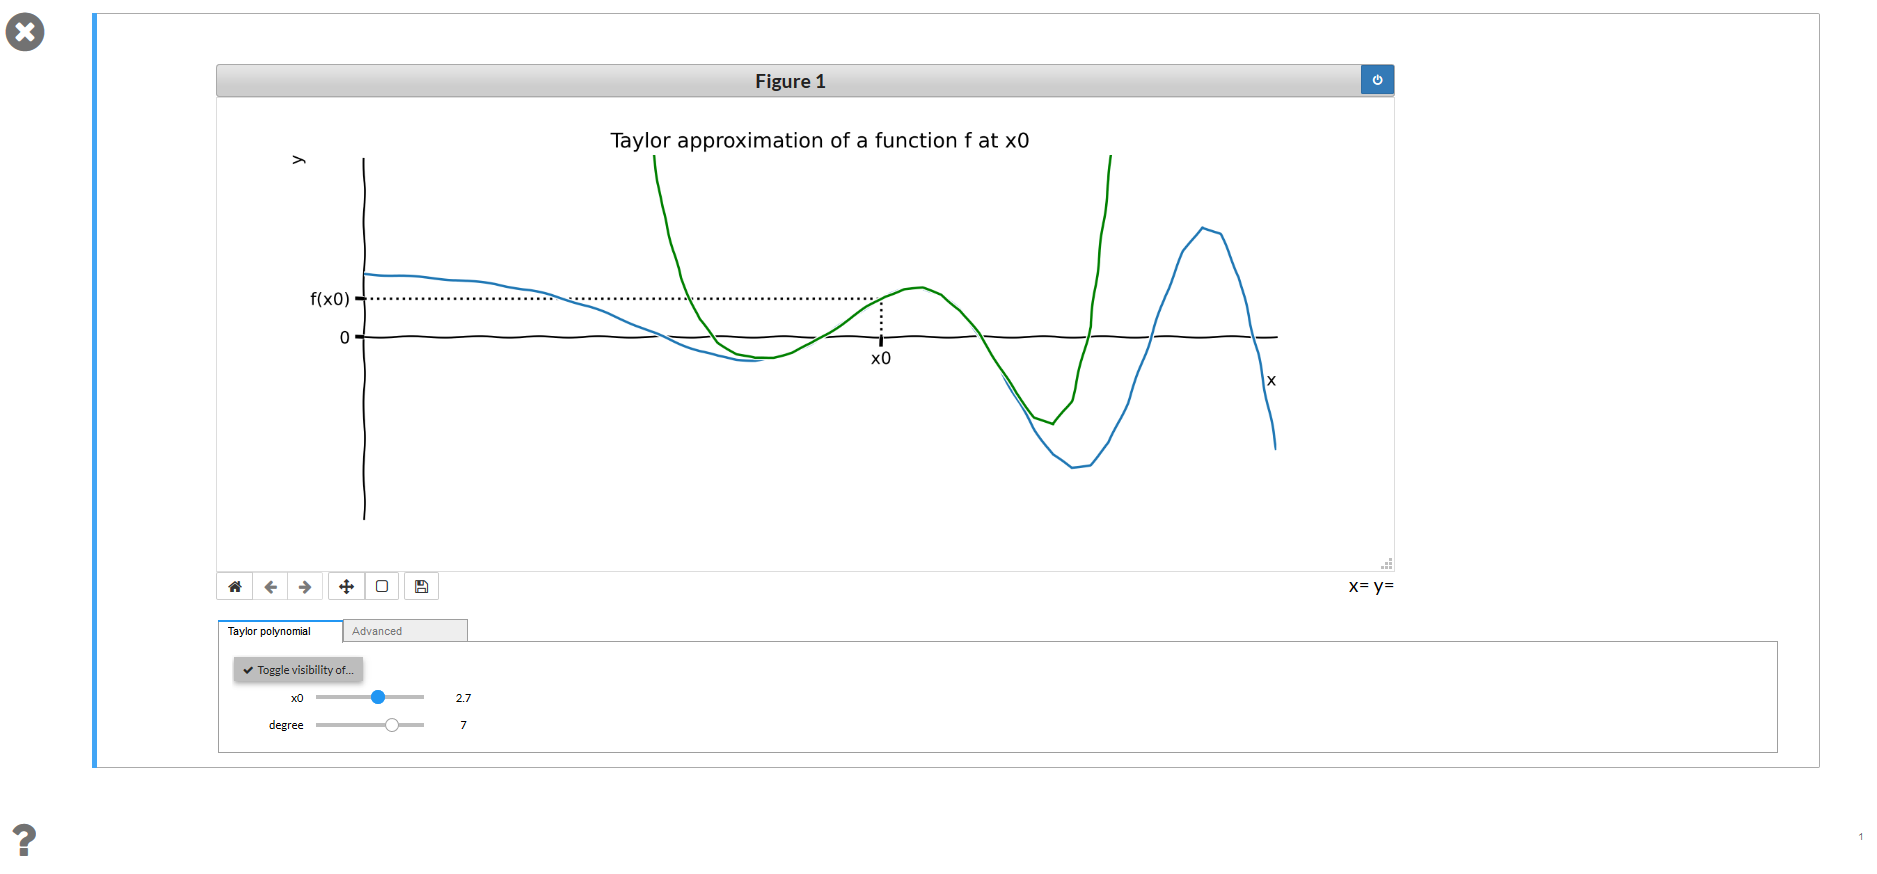 Figure 1
Taylor approximation of a function f at x0
y
f(x0)
0
x0
x
x= y=
Taylor polynomial
Advanced
Toggle visibility of...
x0 2.7
degree 7
?
1